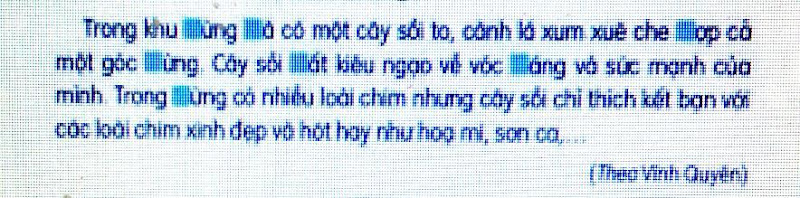 Trong khu ừng à có một cây sồi to, cành lá xum xuê che ợp cả
một góc ừng. Cây sồi ất kiêu ngạo về vóc áng và sức mạnh của
mình. Trong ừng có nhiều loài chim nhưng cây sồi chỉ thích kết bạn với
các loài chim xinh đẹp và hót hay như hoạ mi, sơn ca,...
(Theo Vĩnh Quyên)